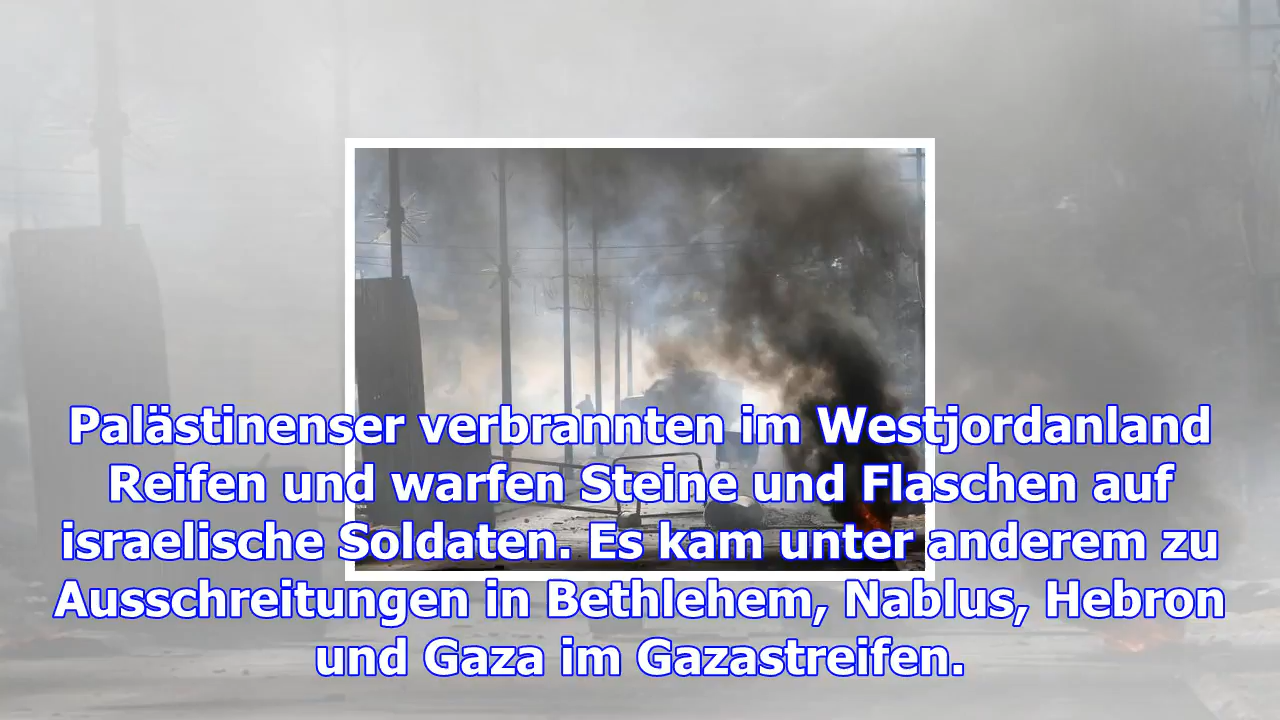 Palästinenser verbrannten im Westjordanland
Reifen und warfen Steine und Flaschen auf
israelische Soldaten. Es kam unter anderem zu
Ausschreitungen in Bethlehem, Nablus, Hebron
und Gaza im Gazastreifen.